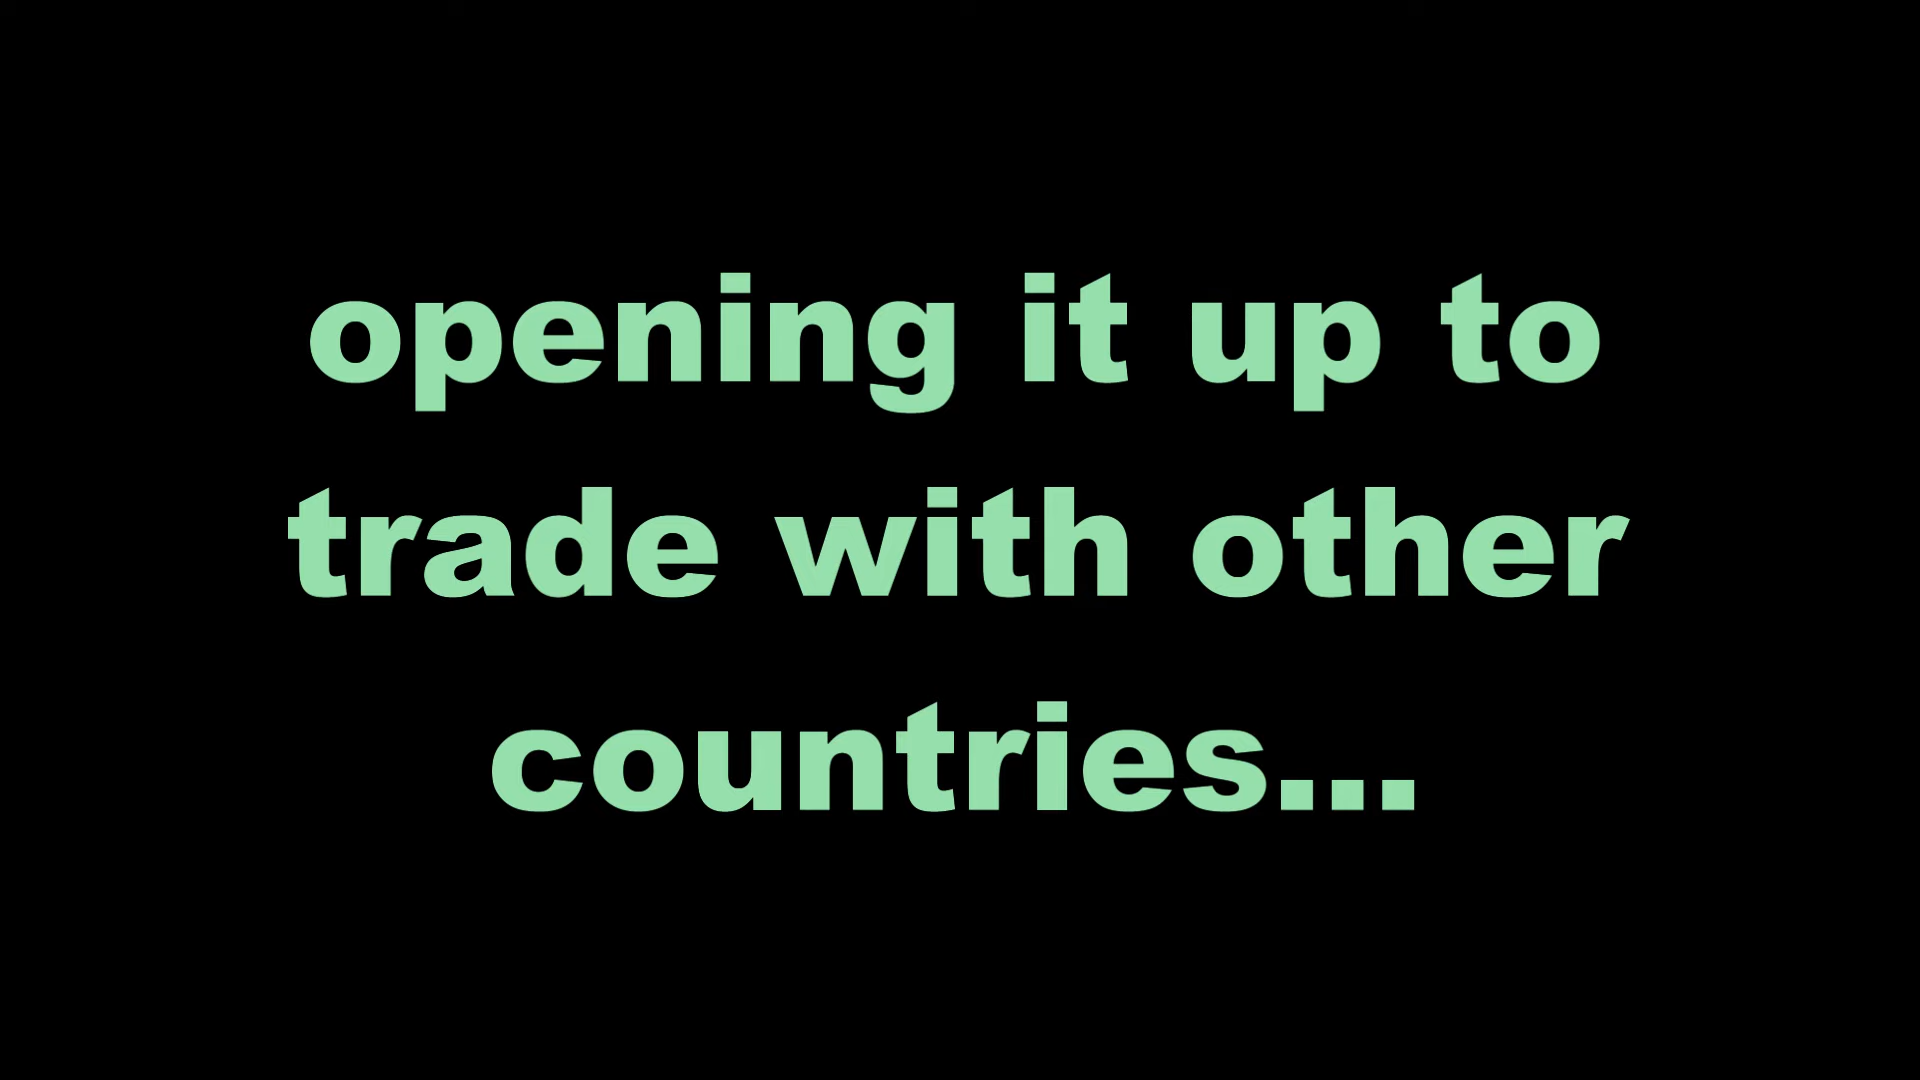 opening it up to
trade with other
countries...